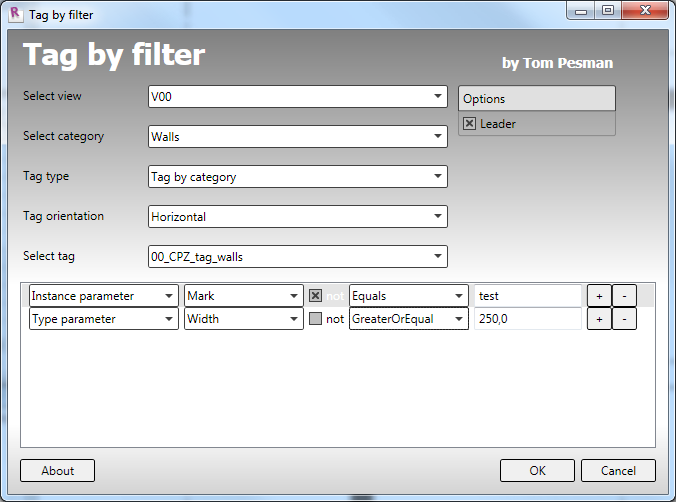 Tag by filter
Tag by filter
by Tom Pesman
Select view V00 Options
Leader
Select category Walls
Tag type Tag by category
Tag orientation Horizontal
Select tag 00_CPZ_tag_walls
Instance parameter Mark not Equals test + -
Type parameter Width not GreaterOrEqual 250,0 + -
About OK Cancel